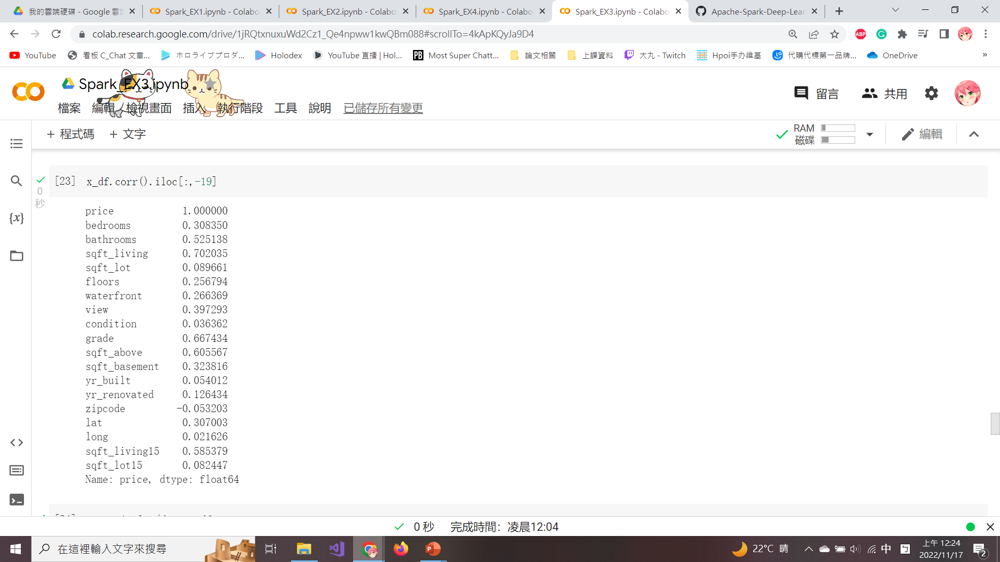 我的雲端硬碟 - Google 雲
Spark_EX1.ipynb - Colabo
Spark_EX2.ipynb - Colabo
Spark_EX4.ipynb - Colabo
Spark_EX3.ipynb - Colabo
Apache-Spark-Deep-Lear
colab.research.google.com/drive/1jRQtxnuxuWd2Cz1_Qe4npww1kwQBm088#scrollTo=4kApKQyJa9D4
ABP
YouTube
看板 C_Chat 文章...
ホロライブプロダ...
Holodex
YouTube 直播 | Hol...
PB Most Super Chatt...
論文相關
上課資料
大丸 - Twitch
Hpoi手办维基
代購代標第一品牌...
OneDrive
»
Spark_EX3.ipynb
留言
共用
檔案 編輯 檢視畫面 插入 執行階段 工具 說明 已儲存所有變更
+ 程式碼 + 文字
RAM
磁碟
編輯
[23] x_df.corr().iloc[:,-19]
0
秒
{x}
price 1.000000
bedrooms 0.308350
bathrooms 0.525138
sqft_living 0.702035
sqft_lot 0.089661
floors 0.256794
waterfront 0.266369
view 0.397293
condition 0.036362
grade 0.667434
sqft_above 0.605567
sqft_basement 0.323816
yr_built 0.054012
yr_renovated 0.126434
zipcode -0.053203
lat 0.307003
long 0.021626
sqft_living15 0.585379
sqft_lot15 0.082447
Name: price, dtype: float64
0 秒 完成時間: 凌晨12:04
在這裡輸入文字來搜尋
22°C 晴
中
上午 12:24
2022/11/17
2